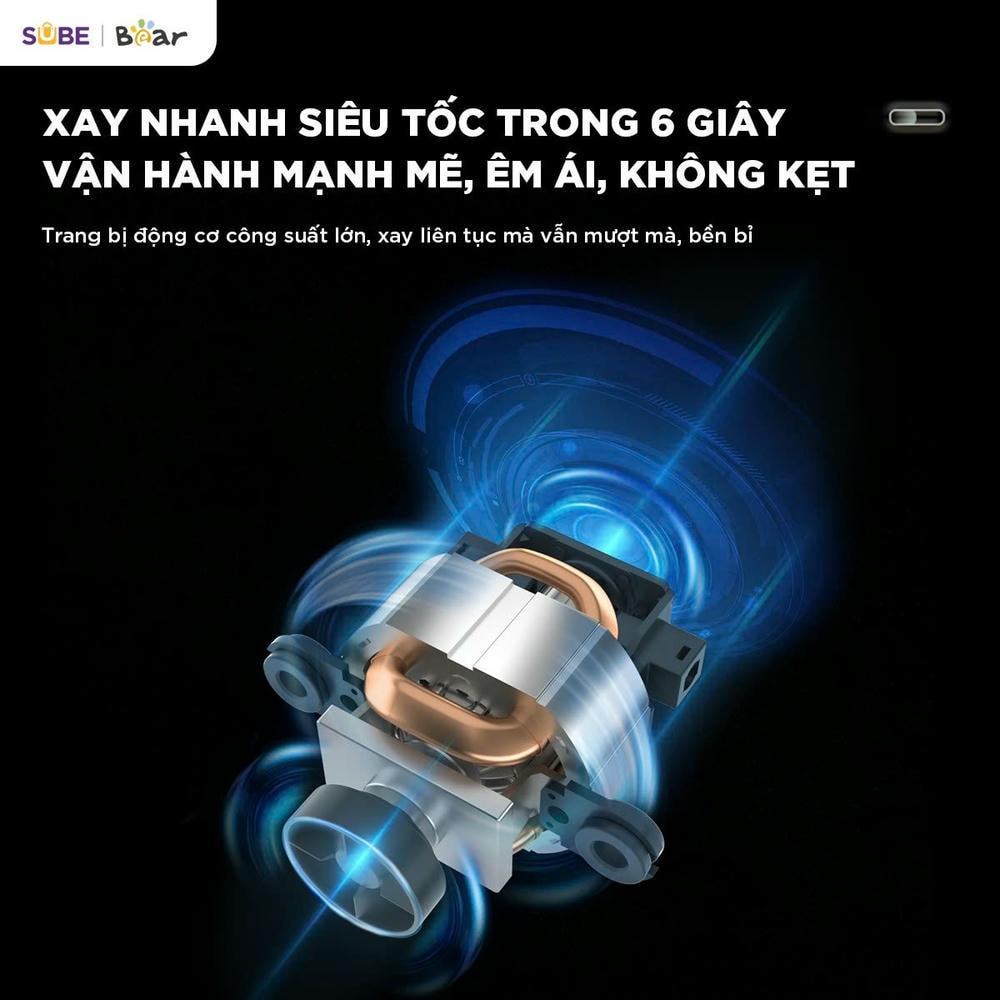 SUBE | Bear
XAY NHANH SIÊU TỐC TRONG 6 GIÂY
VẬN HÀNH MẠNH MẼ, ÊM ÁI, KHÔNG KẸT
Trang bị động cơ công suất lớn, xay liên tục mà vẫn mượt mà, bền bỉ